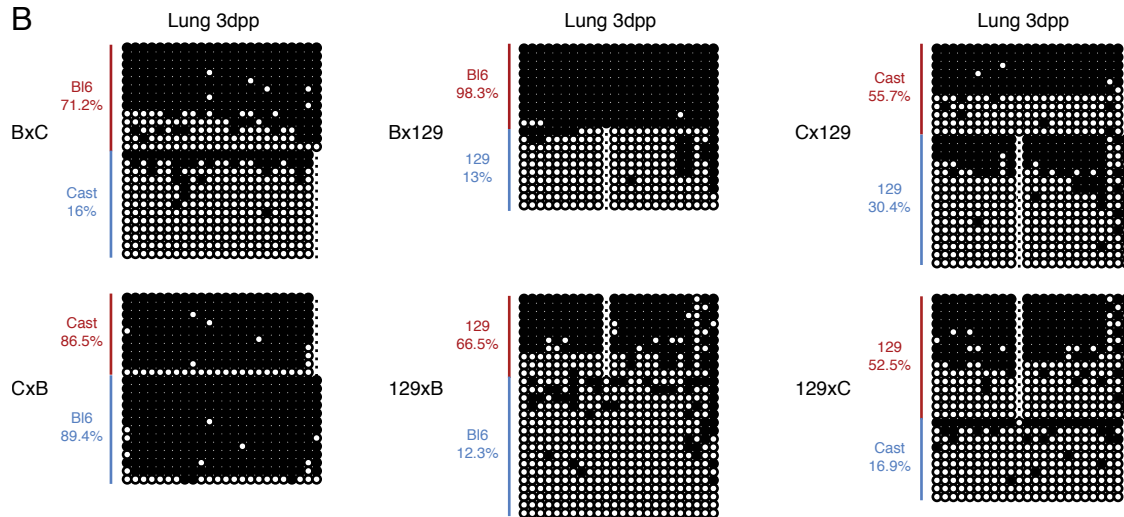 B
Lung 3dpp
Lung 3dpp
Lung 3dpp
BxC
Bl6
71.2%
Cast
16%
Bx129
Bl6
98.3%
129
13%
Cx129
Cast
55.7%
129
30.4%
CxB
Cast
86.5%
Bl6
89.4%
129xB
129
66.5%
Bl6
12.3%
129xC
129
52.5%
Cast
16.9%